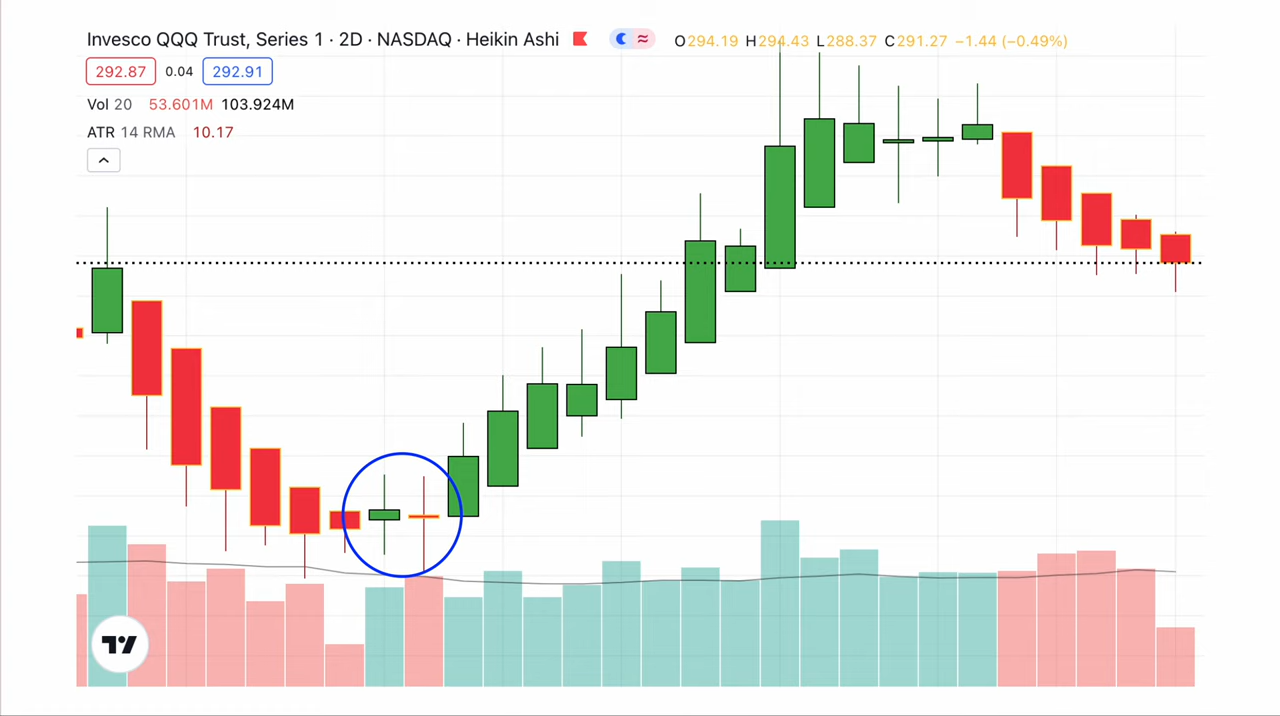 Invesco QQQ Trust, Series 1 · 2D · NASDAQ · Heikin Ashi O294.19 H294.43 L288.37 C291.27 −1.44 (−0.49%)
292.87 0.04 292.91
Vol 20 53.601M 103.924M
ATR 14 RMA 10.17